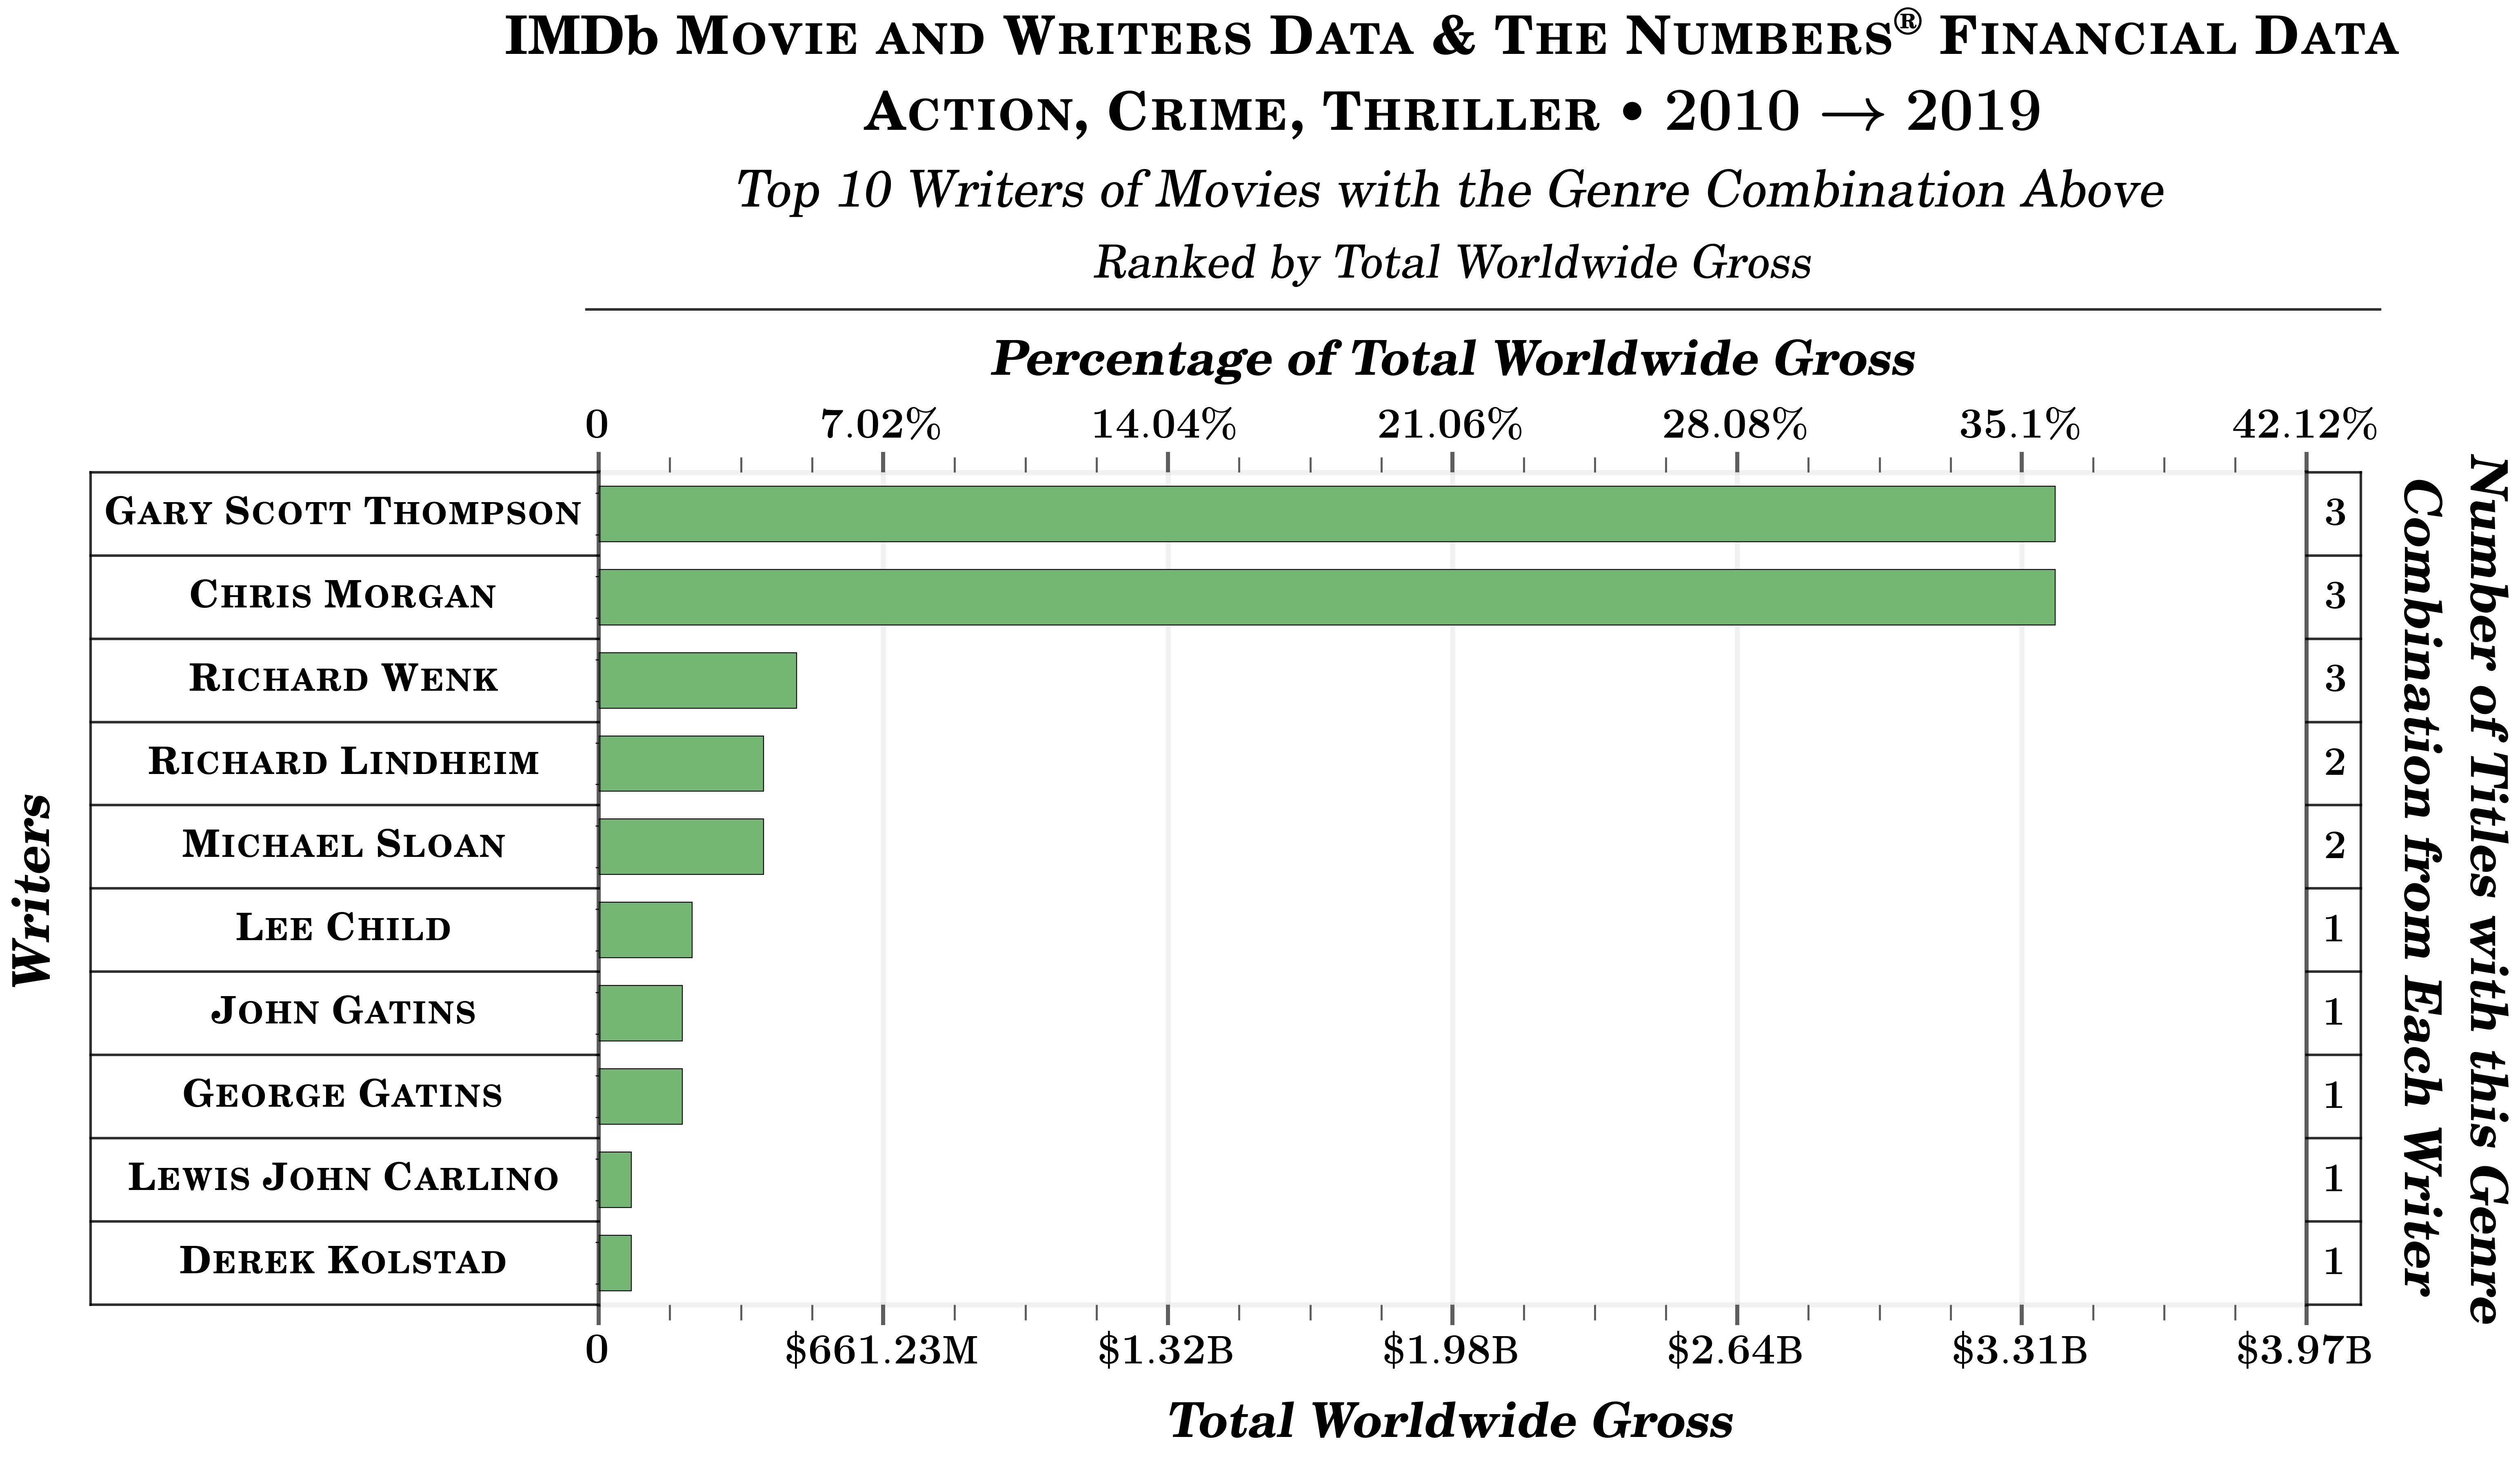 IMDb Movie and Writers Data & The Numbers® Financial Data
Action, Crime, Thriller • 2010 → 2019
Top 10 Writers of Movies with the Genre Combination Above
Ranked by Total Worldwide Gross
Percentage of Total Worldwide Gross
0 7.02% 14.04% 21.06% 28.08% 35.1% 42.12%
Writers
Gary Scott Thompson 3
Chris Morgan 3
Richard Wenk 3
Richard Lindheim 2
Michael Sloan 2
Lee Child 1
John Gatins 1
George Gatins 1
Lewis John Carlino 1
Derek Kolstad 1
Number of Titles with this Genre
Combination from Each Writer
0 $661.23M $1.32B $1.98B $2.64B $3.31B $3.97B
Total Worldwide Gross